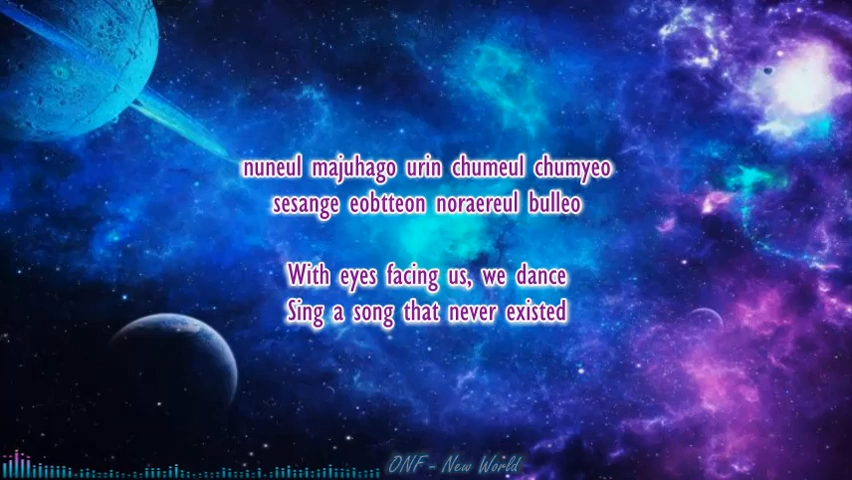 nuneul majuhago urin chumeul chumyeo
sesange eobtteon noraereul bulleo
With eyes facing us, we dance
Sing a song that never existed
ONF - New World